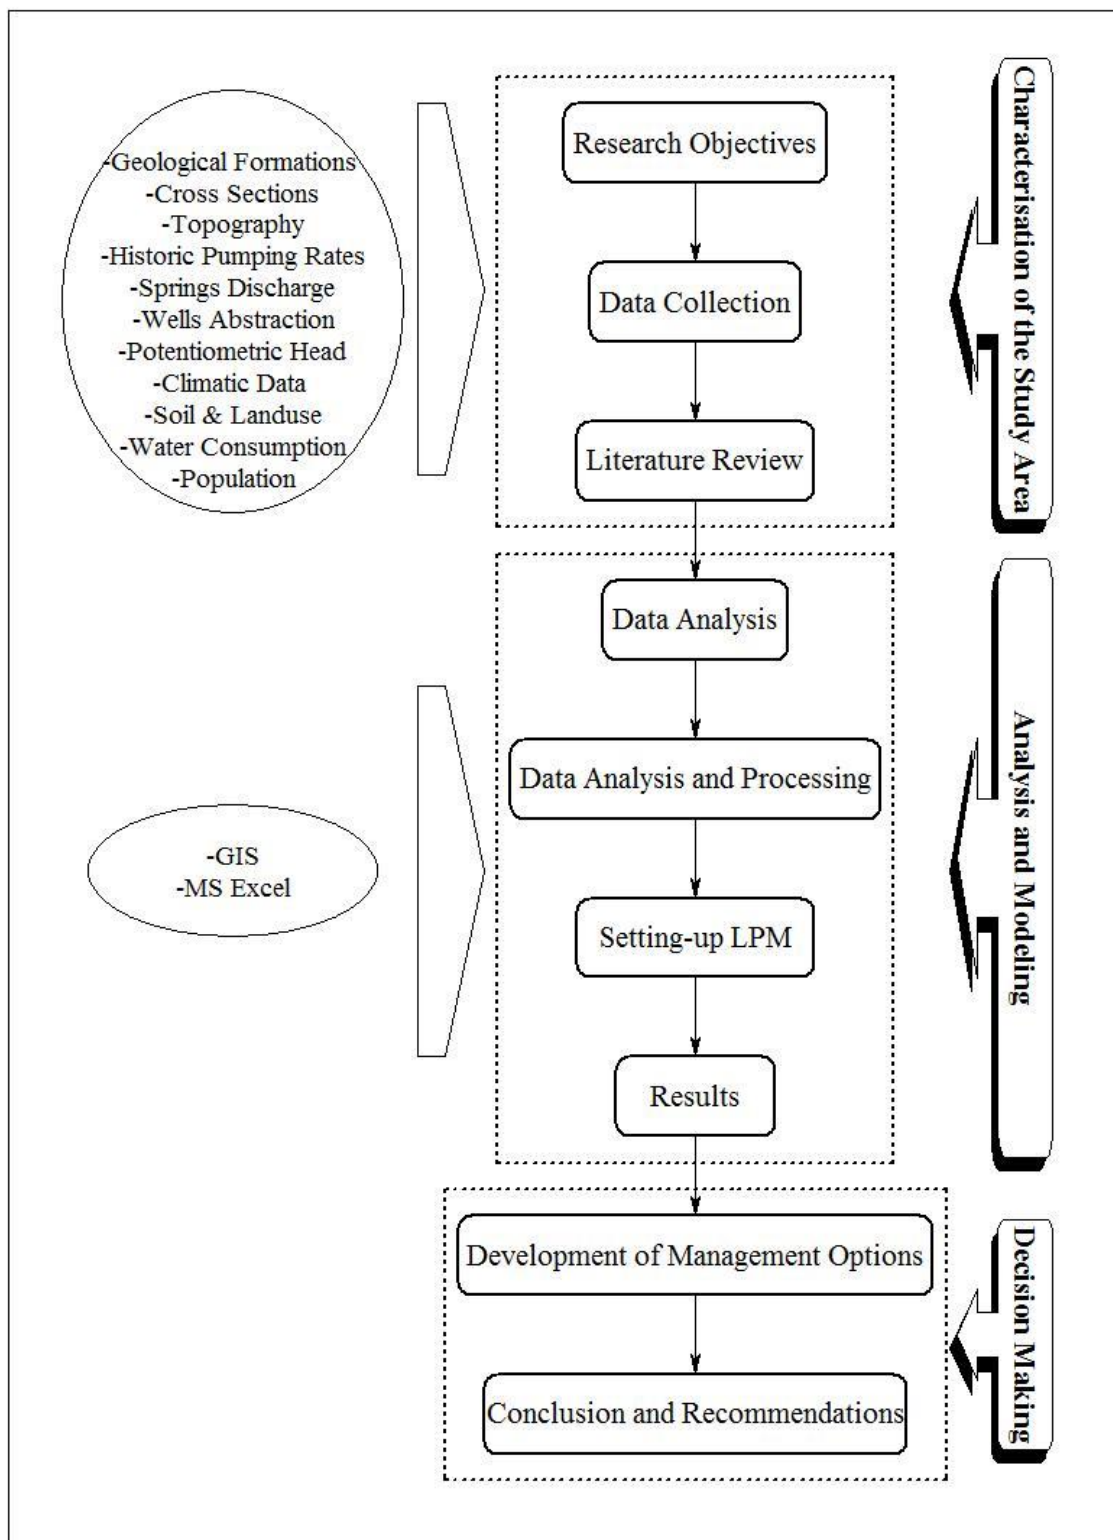 -Geological Formations
-Cross Sections
-Topography
-Historic Pumping Rates
-Springs Discharge
-Wells Abstraction
-Potentiometric Head
-Climatic Data
-Soil & Landuse
-Water Consumption
-Population
Research Objectives
Data Collection
Literature Review
Characterisation of the Study Area
-GIS
-MS Excel
Data Analysis
Data Analysis and Processing
Setting-up LPM
Results
Analysis and Modeling
Development of Management Options
Conclusion and Recommendations
Decision Making